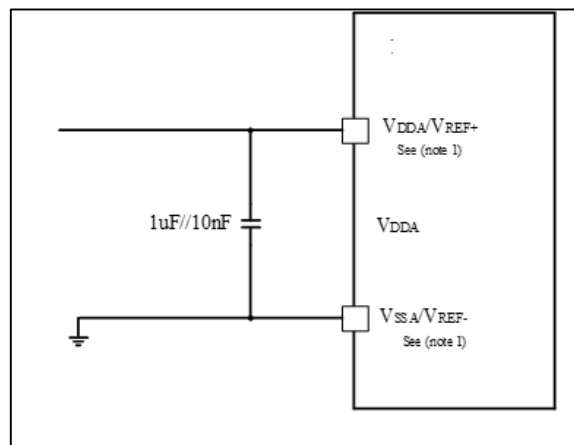 VDDA/VREF+
See (note 1)
1uF//10nF
VDDA
VSSA/VREF-
See (note 1)